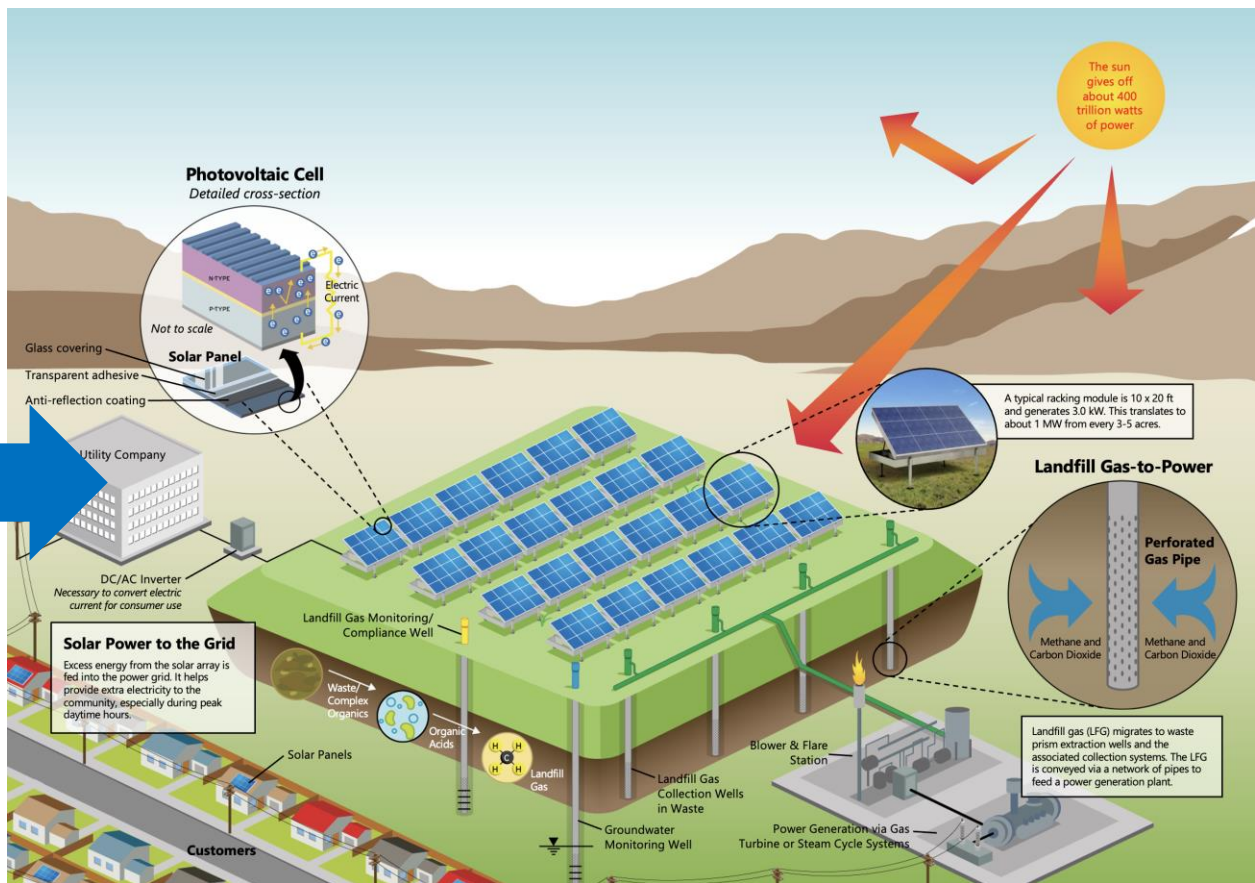 The sun
gives off
about 400
trillion watts
of power
Photovoltaic Cell
Detailed cross-section
N-TYPE
P-TYPE
Electric
Current
Not to scale
Solar Panel
Glass covering
Transparent adhesive
Anti-reflection coating
Utility Company
DC/AC Inverter
Necessary to convert electric
current for consumer use
A typical racking module is 10 x 20 ft
and generates 3.0 kW. This translates to
about 1 MW from every 3-5 acres.
Landfill Gas-to-Power
Perforated
Gas Pipe
Methane and
Carbon Dioxide
Methane and
Carbon Dioxide
Landfill gas (LFG) migrates to waste
prism extraction wells and the
associated collection systems. The LFG
is conveyed via a network of pipes to
feed a power generation plant.
Solar Power to the Grid
Excess energy from the solar array is
fed into the power grid. It helps
provide extra electricity to the
community, especially during peak
daytime hours.
Landfill Gas Monitoring/
Compliance Well
Waste/
Complex
Organics
Organic
Acids
H H
C
H H
Landfill
Gas
Solar Panels
Customers
Landfill Gas
Collection Wells
in Waste
Groundwater
Monitoring Well
Blower & Flare
Station
Power Generation via Gas
Turbine or Steam Cycle Systems